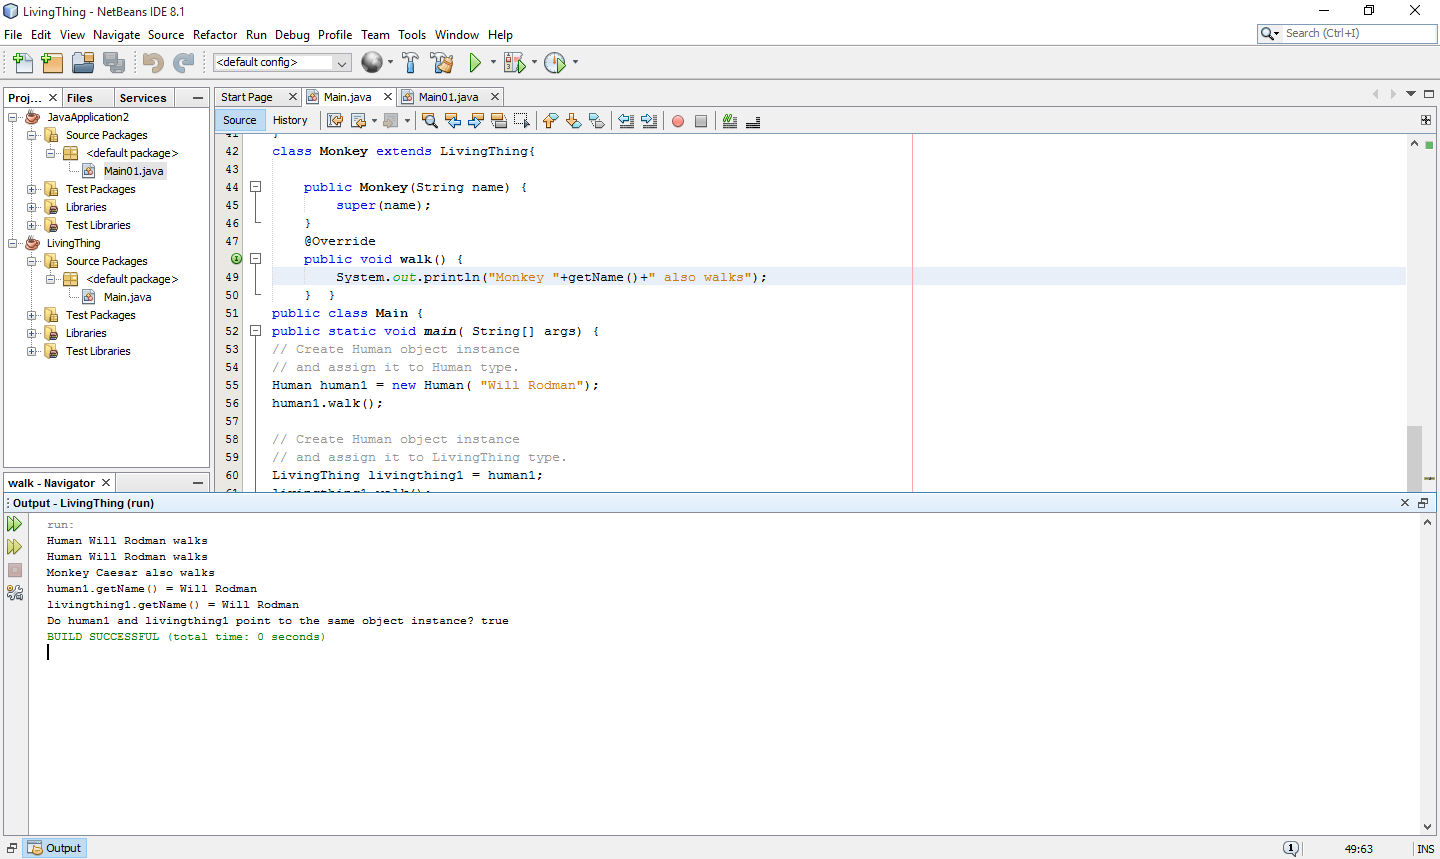 LivingThing - NetBeans IDE 8.1
File Edit View Navigate Source Refactor Run Debug Profile Team Tools Window Help
Search (Ctrl+I)
<default config>
Proj... Files Services
JavaApplication2
Source Packages
<default package>
Main01.java
Test Packages
Libraries
Test Libraries
LivingThing
Source Packages
<default package>
Main.java
Test Packages
Libraries
Test Libraries
walk - Navigator
Start Page Main.java Main01.java
Source History
41 }
42 class Monkey extends LivingThing{
43
44 public Monkey(String name) {
45 super(name);
46 }
47 @Override
public void walk() {
49 System.out.println("Monkey "+getName()+" also walks");
50 } }
51 public class Main {
52 public static void main( String[] args) {
53 // Create Human object instance
54 // and assign it to Human type.
55 Human human1 = new Human( "Will Rodman");
56 human1.walk();
57
58 // Create Human object instance
59 // and assign it to LivingThing type.
60 LivingThing livingthing1 = human1;
61 livingthing1.walk();
Output - LivingThing (run)
run:
Human Will Rodman walks
Human Will Rodman walks
Monkey Caesar also walks
human1.getName() = Will Rodman
livingthing1.getName() = Will Rodman
Do human1 and livingthing1 point to the same object instance? true
BUILD SUCCESSFUL (total time: 0 seconds)
Output
1
49:63 INS